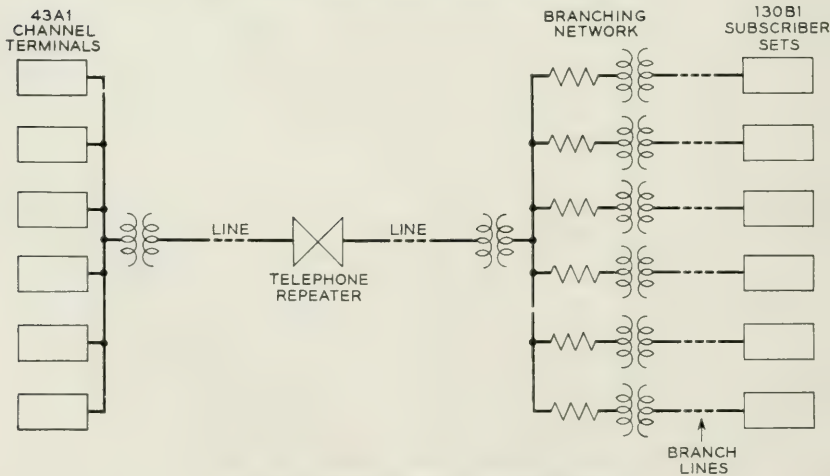 43A1
CHANNEL
TERMINALS
BRANCHING
NETWORK
130B1
SUBSCRIBER
SETS
LINE
LINE
TELEPHONE
REPEATER
BRANCH
LINES